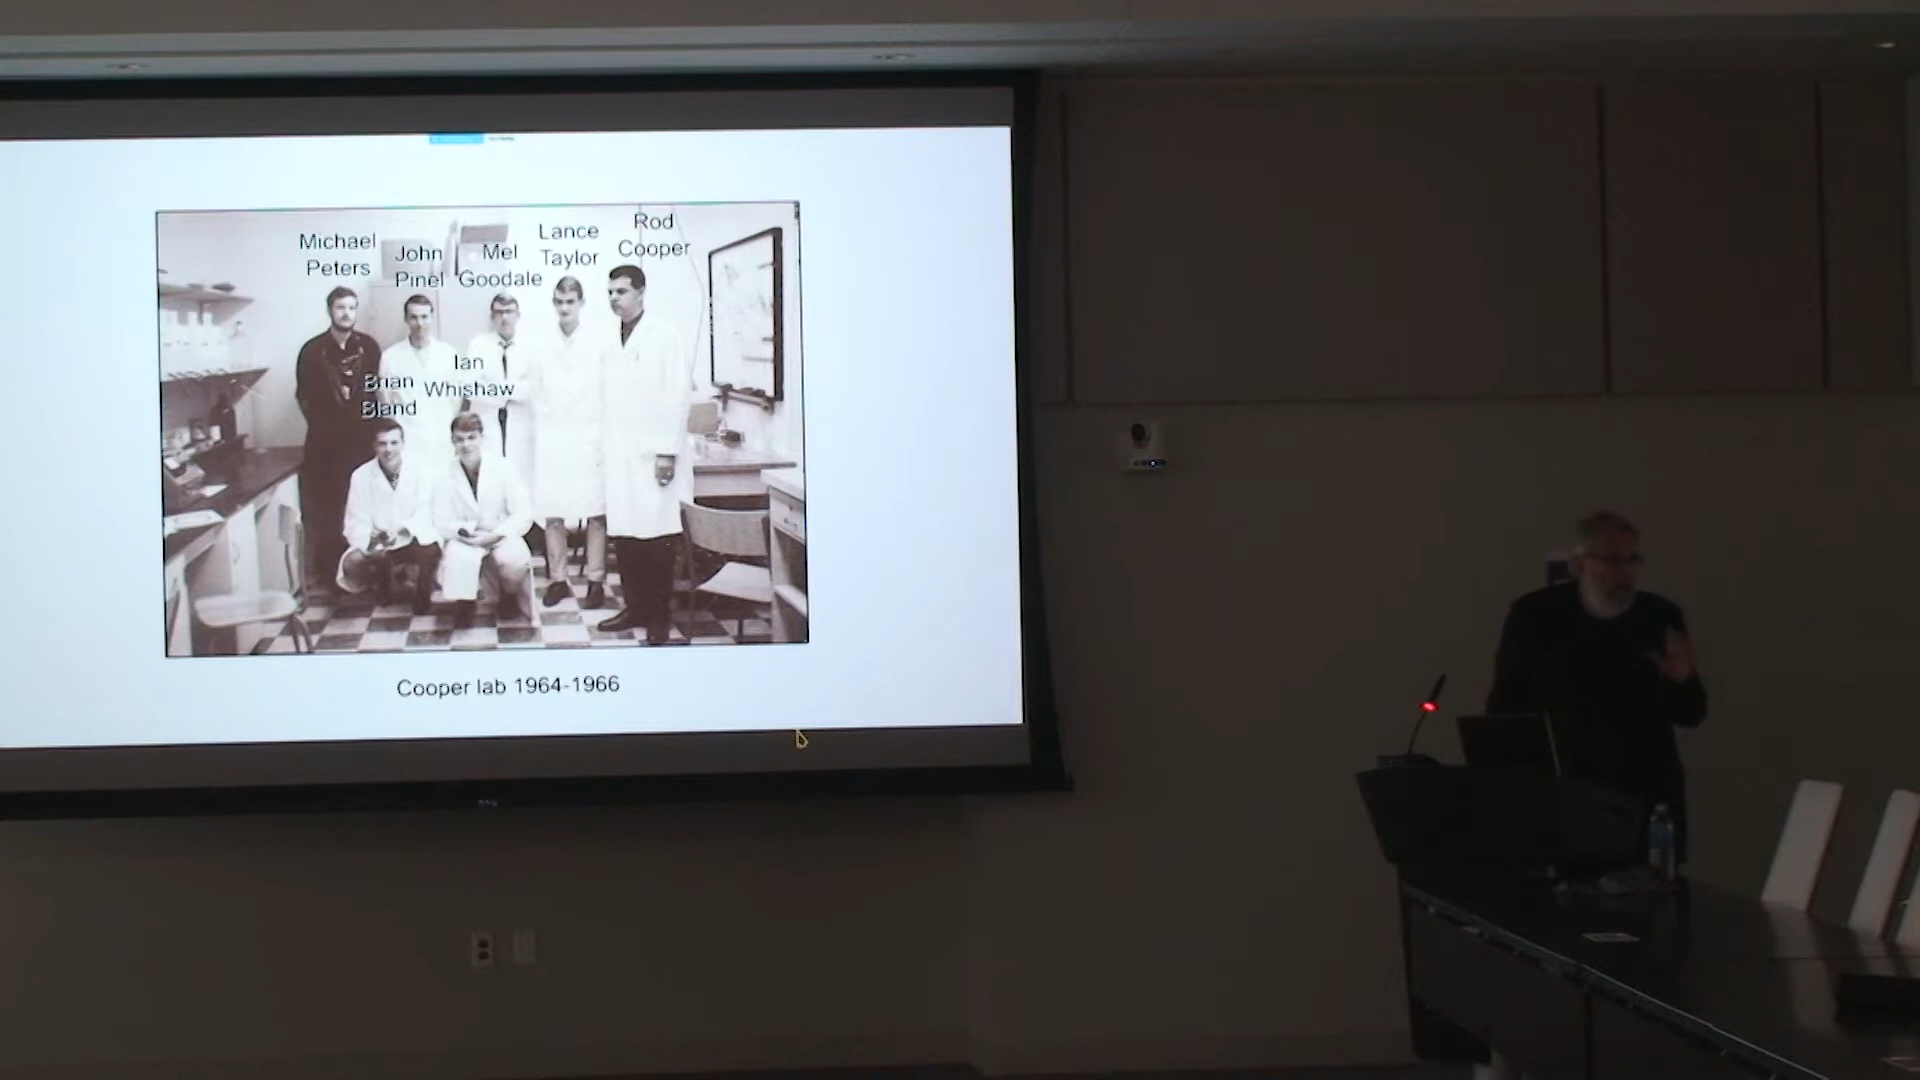 Michael
Peters
John
Pinel
Mel
Goodale
Lance
Taylor
Rod
Cooper
Brian
Bland
Ian
Whishaw
Cooper lab 1964-1966